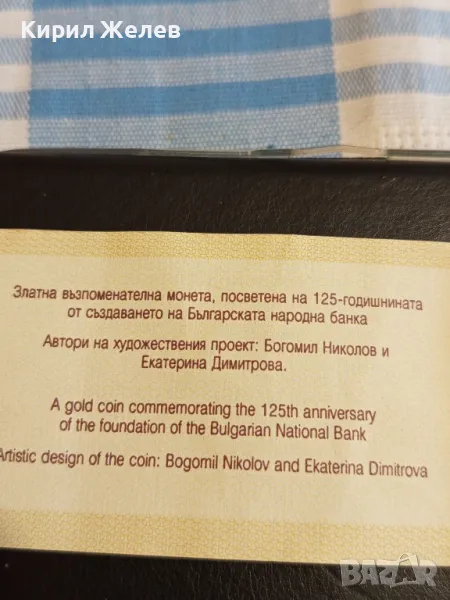 Кирил Желев
Златна възпоменателна монета, посветена на 125-годишнината
от създаването на Българската народна банка
Автори на художествения проект: Богомил Николов и
Екатерина Димитрова.
A gold coin commemorating the 125th anniversary
of the foundation of the Bulgarian National Bank
Artistic design of the coin: Bogomil Nikolov and Ekaterina Dimitrova
BAZAR